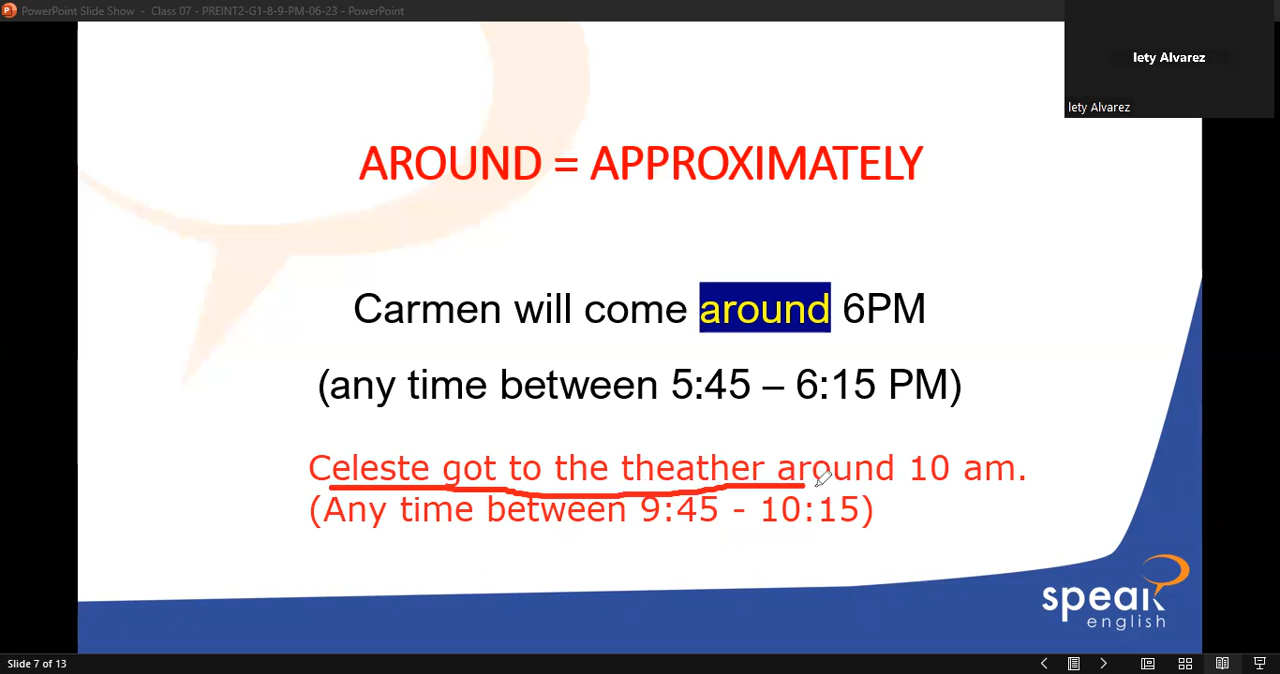 PowerPoint Slide Show - Class 07 - PREINT2-G1-8-9-PM-06-23 - PowerPoint
lety Alvarez
lety Alvarez
AROUND = APPROXIMATELY
Carmen will come around 6PM
(any time between 5:45 – 6:15 PM)
Celeste got to the theather around 10 am.
(Any time between 9:45 - 10:15)
speak
english
Slide 7 of 13